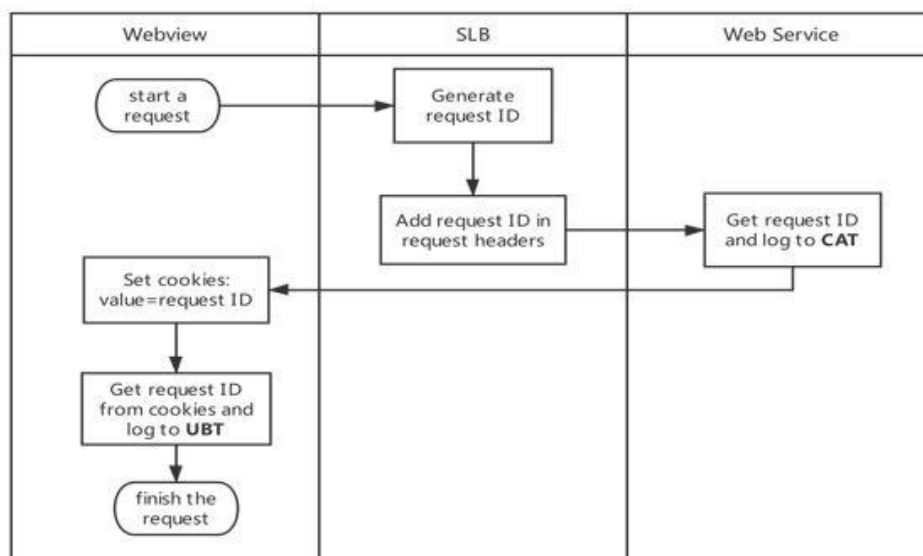 Webview
SLB
Web Service
start a
request
Generate
request ID
Add request ID in
request headers
Get request ID
and log to CAT
Set cookies:
value=request ID
Get request ID
from cookies and
log to UBT
finish the
request